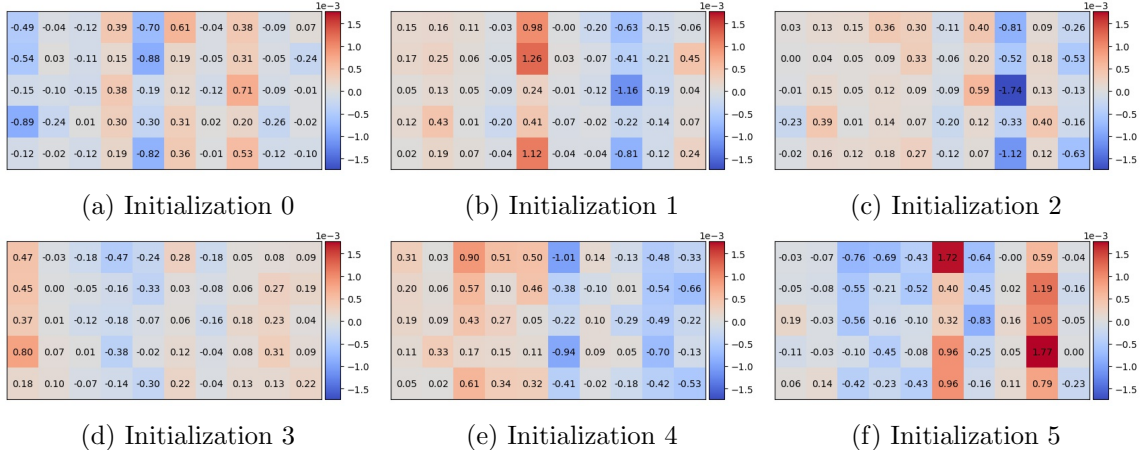 1e−3 1e−3 1e−3
-0.49 -0.04 -0.12 0.39 -0.70 0.61 -0.04 0.38 -0.09 0.07 1.5 0.15 0.16 0.11 -0.03 0.98 -0.00 -0.21 -0.63 -0.15 -0.06 1.5 0.03 0.13 0.15 0.36 0.30 -0.11 0.40 -0.81 0.09 -0.26 1.5
1.0 1.0 1.0
-0.54 0.03 -0.11 0.15 -0.88 0.19 -0.05 0.31 -0.05 -0.24 0.17 0.25 0.06 -0.05 1.26 0.03 -0.07 -0.41 -0.21 0.45 0.00 0.04 0.05 0.09 0.33 -0.06 0.20 -0.52 0.18 -0.53
0.5 0.5 0.5
-0.15 -0.10 -0.15 0.38 -0.19 0.12 -0.12 0.71 -0.01 0.01 0.0 0.05 0.13 0.09 -0.05 0.24 0.00 -0.12 -1.16 -0.19 0.04 0.0 -0.01 0.15 0.07 0.12 0.09 -0.09 0.59 -1.74 0.13 -0.13 0.0
−0.5 −0.5 −0.5
-0.89 -0.24 0.01 0.30 -0.30 0.31 0.02 0.20 -0.26 -0.02 0.12 0.43 0.01 -0.20 0.41 -0.07 -0.02 -0.22 -0.14 0.07 -0.23 0.39 0.01 0.14 0.07 0.20 0.12 -0.33 0.40 -0.16
−1.0 −1.0 −1.0
-0.12 -0.02 -0.12 0.19 -0.82 0.36 -0.01 0.53 -0.12 -0.10 −1.5 0.02 0.19 0.07 -0.01 1.12 -0.04 -0.04 -0.81 -0.12 0.24 −1.5 -0.02 0.16 0.12 0.18 0.27 -0.12 0.07 -1.12 0.12 -0.63 −1.5
(a) Initialization 0 (b) Initialization 1 (c) Initialization 2
1e−3 1e−3 1e−3
0.47 -0.03 -0.18 -0.47 -0.24 0.28 -0.18 0.05 0.08 0.09 1.5 0.31 0.03 0.90 0.51 0.50 -1.01 0.14 -0.13 -0.48 -0.33 1.5 -0.03 -0.07 -0.76 -0.69 -0.43 1.72 -0.64 -0.00 0.59 -0.04 1.5
1.0 1.0 1.0
0.45 0.00 -0.05 -0.16 -0.33 0.03 -0.08 0.06 0.27 0.19 0.20 0.06 0.57 0.10 0.46 -0.38 -0.10 0.01 -0.54 -0.66 -0.05 -0.08 -0.55 -0.21 -0.52 0.40 -0.45 -0.02 1.19 -0.16
0.5 0.5 0.5
0.37 0.01 -0.12 -0.18 -0.07 0.06 -0.16 0.18 0.23 0.04 0.0 0.19 0.09 0.43 0.27 0.05 -0.22 0.10 -0.29 -0.49 -0.22 0.0 0.19 -0.03 -0.56 -0.16 -0.10 0.32 -0.83 0.16 1.05 -0.05 0.0
−0.5 −0.5 −0.5
0.80 0.07 0.01 -0.38 -0.02 0.12 -0.04 0.08 0.31 0.09 0.11 0.33 0.17 0.15 0.11 -0.94 0.09 0.05 -0.70 -0.13 -0.11 -0.03 -0.10 -0.45 -0.08 0.96 -0.25 0.05 1.77 0.00
−1.0 −1.0 −1.0
0.18 0.10 -0.07 -0.14 -0.30 0.22 -0.04 0.13 0.13 0.22 −1.5 0.05 0.02 0.61 0.34 0.32 -0.41 -0.02 -0.18 -0.42 -0.53 −1.5 0.06 0.14 -0.42 -0.23 -0.43 0.96 -0.16 0.11 0.79 -0.23 −1.5
(d) Initialization 3 (e) Initialization 4 (f) Initialization 5